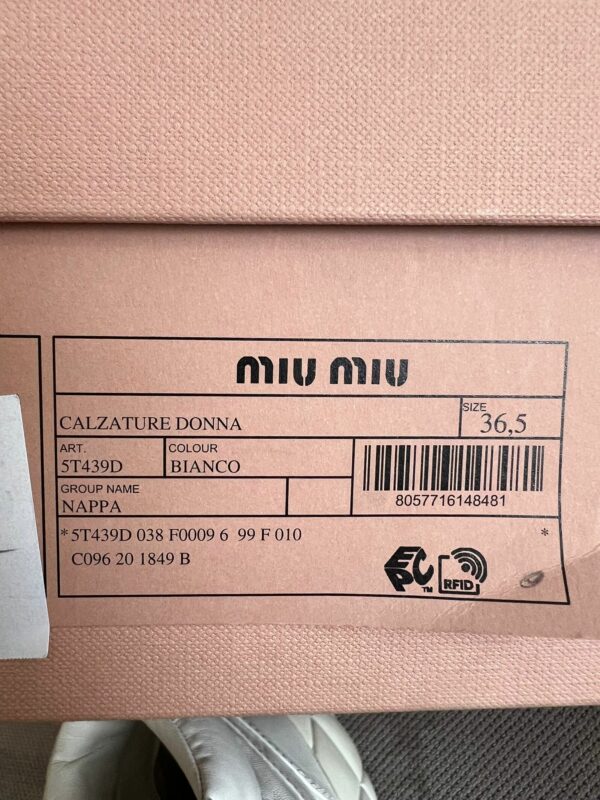 MIU MIU
CALZATURE DONNA
SIZE
36,5
ART.
5T439D
COLOUR
BIANCO
8057716148481
GROUP NAME
NAPPA
*5T439D 038 F0009 6 99 F 010 *
C096 20 1849 B
EPC TM
RFID